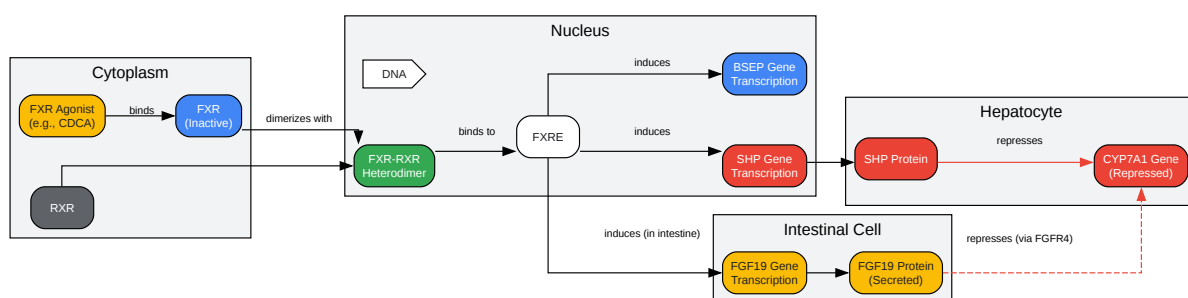 Cytoplasm
FXR Agonist
(e.g., CDCA)
binds
FXR
(Inactive)
RXR
dimerizes with
Nucleus
DNA
FXR-RXR
Heterodimer
binds to
FXRE
induces
BSEP Gene
Transcription
induces
SHP Gene
Transcription
Hepatocyte
SHP Protein
represses
CYP7A1 Gene
(Repressed)
induces (in intestine)
Intestinal Cell
FGF19 Gene
Transcription
FGF19 Protein
(Secreted)
represses (via FGFR4)